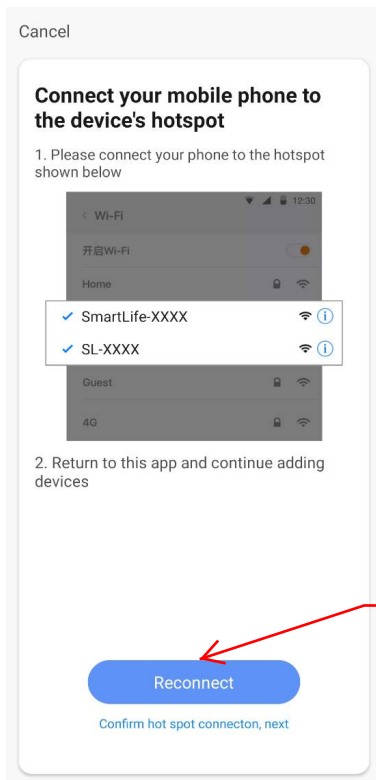 Cancel
Connect your mobile phone to
the device's hotspot
1. Please connect your phone to the hotspot
shown below
12:30
< Wi-Fi
开启Wi-Fi
Home
SmartLife-XXXX
SL-XXXX
Guest
4G
2. Return to this app and continue adding
devices
Reconnect
Confirm hot spot connecton, next